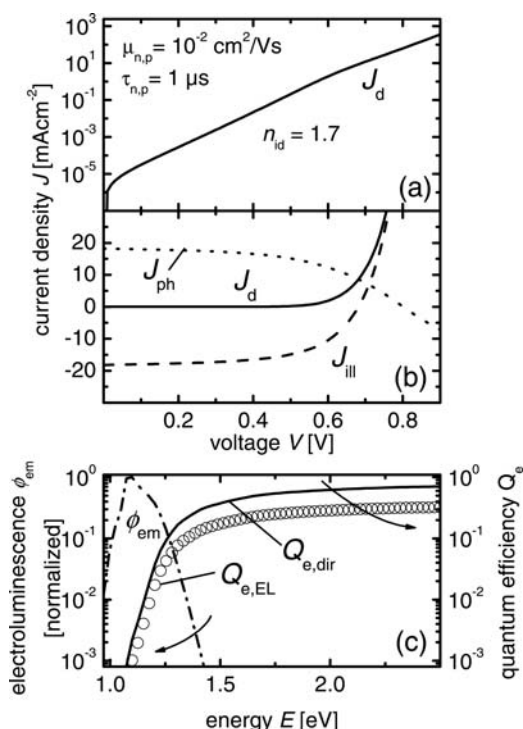 10³
10¹
10⁻¹
10⁻³
10⁻⁵
μn,p = 10⁻² cm²/Vs
τn,p = 1 μs
Jd
nid = 1.7
(a)
current density J [mAcm⁻²]
20
10
0
-10
-20
Jph
Jd
Jill
(b)
0.2 0.4 0.6 0.8
voltage V [V]
electroluminescence ϕem
[normalized]
10⁰
10⁻¹
10⁻²
10⁻³
ϕem
Qe,dir
Qe,EL
(c)
10⁰
10⁻¹
10⁻²
10⁻³
quantum efficiency Qe
1.0 1.5 2.0 2.5
energy E [eV]